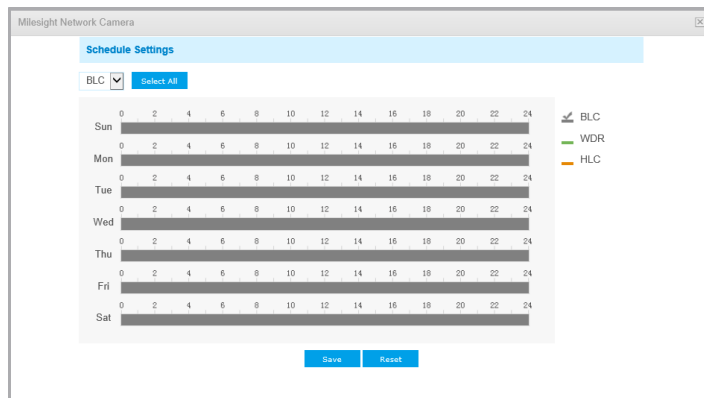 Milesight Network Camera
Schedule Settings
BLC Select All
0 2 4 6 8 10 12 14 16 18 20 22 24
Sun
0 2 4 6 8 10 12 14 16 18 20 22 24
Mon
0 2 4 6 8 10 12 14 16 18 20 22 24
Tue
0 2 4 6 8 10 12 14 16 18 20 22 24
Wed
0 2 4 6 8 10 12 14 16 18 20 22 24
Thu
0 2 4 6 8 10 12 14 16 18 20 22 24
Fri
0 2 4 6 8 10 12 14 16 18 20 22 24
Sat
BLC
WDR
HLC
Save Reset